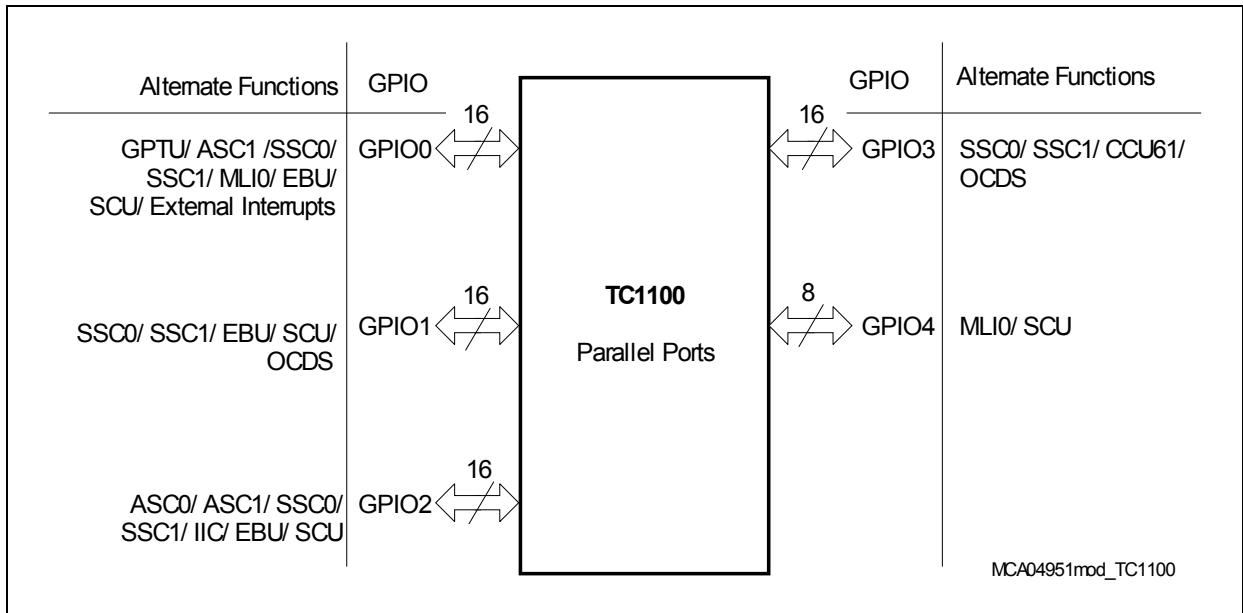 Alternate Functions GPIO
16
GPTU/ ASC1 /SSC0/ GPIO0
SSC1/ MLI0/ EBU/
SCU/ External Interrupts
16
SSC0/ SSC1/ EBU/ SCU/ GPIO1
OCDS
16
ASC0/ ASC1/ SSC0/ GPIO2
SSC1/ IIC/ EBU/ SCU
TC1100
Parallel Ports
GPIO Alternate Functions
16
GPIO3 SSC0/ SSC1/ CCU61/
OCDS
8
GPIO4 MLI0/ SCU
MCA04951mod_TC1100